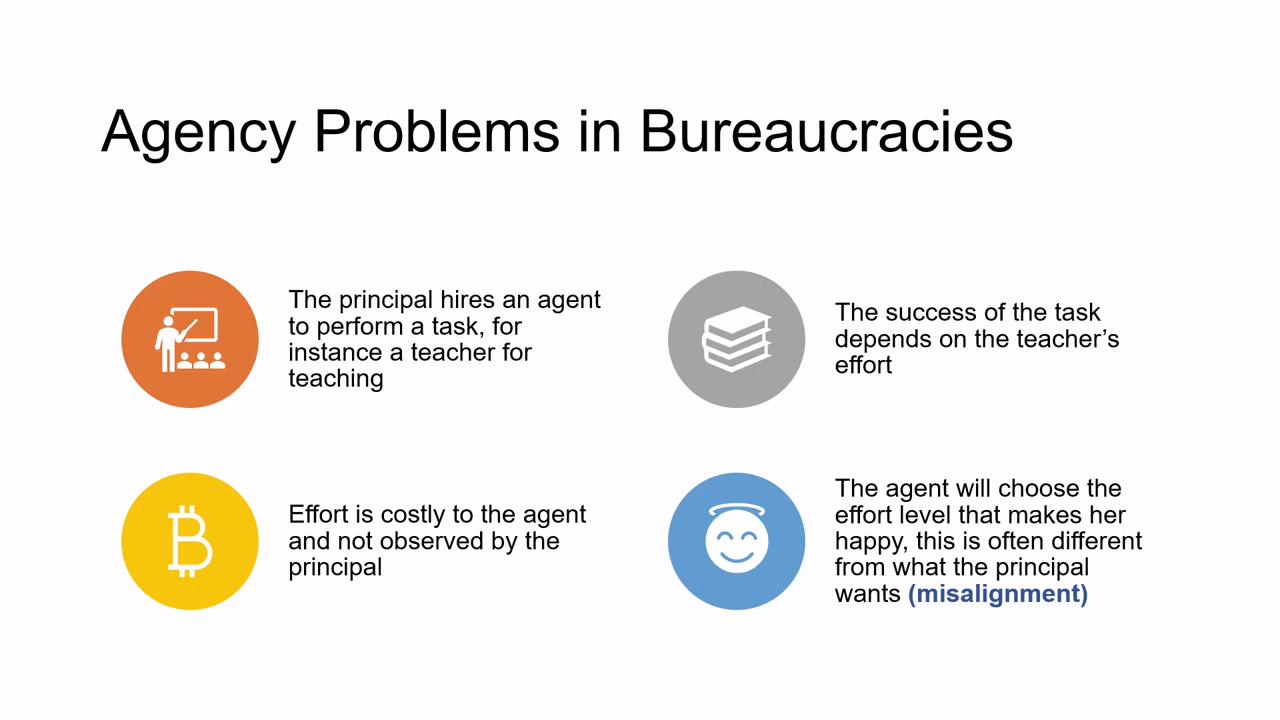 Agency Problems in Bureaucracies
The principal hires an agent
to perform a task, for
instance a teacher for
teaching
The success of the task
depends on the teacher’s
effort
Effort is costly to the agent
and not observed by the
principal
The agent will choose the
effort level that makes her
happy, this is often different
from what the principal
wants (misalignment)